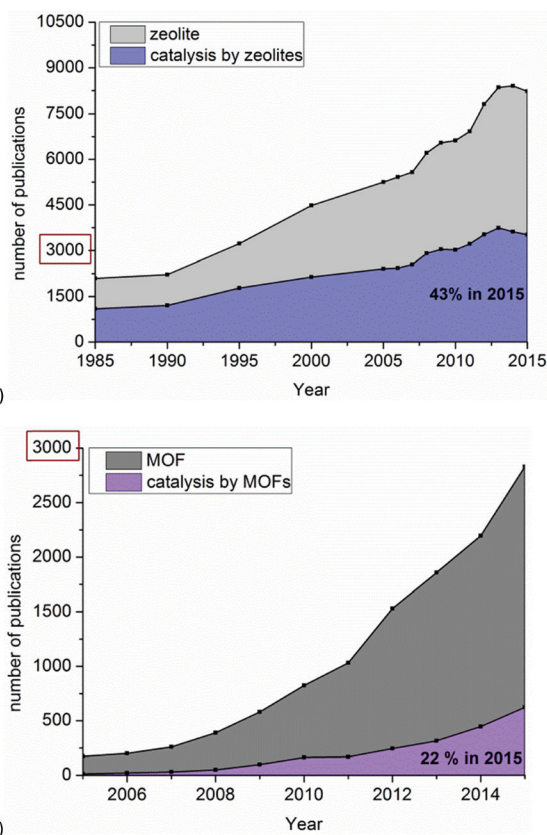 10500
9000
7500
6000
4500
3000
1500
0
number of publications
zeolite
catalysis by zeolites
43% in 2015
1985 1990 1995 2000 2005 2010 2015
Year
)
3000
2500
2000
1500
1000
500
0
number of publications
MOF
catalysis by MOFs
22 % in 2015
2006 2008 2010 2012 2014
Year
)